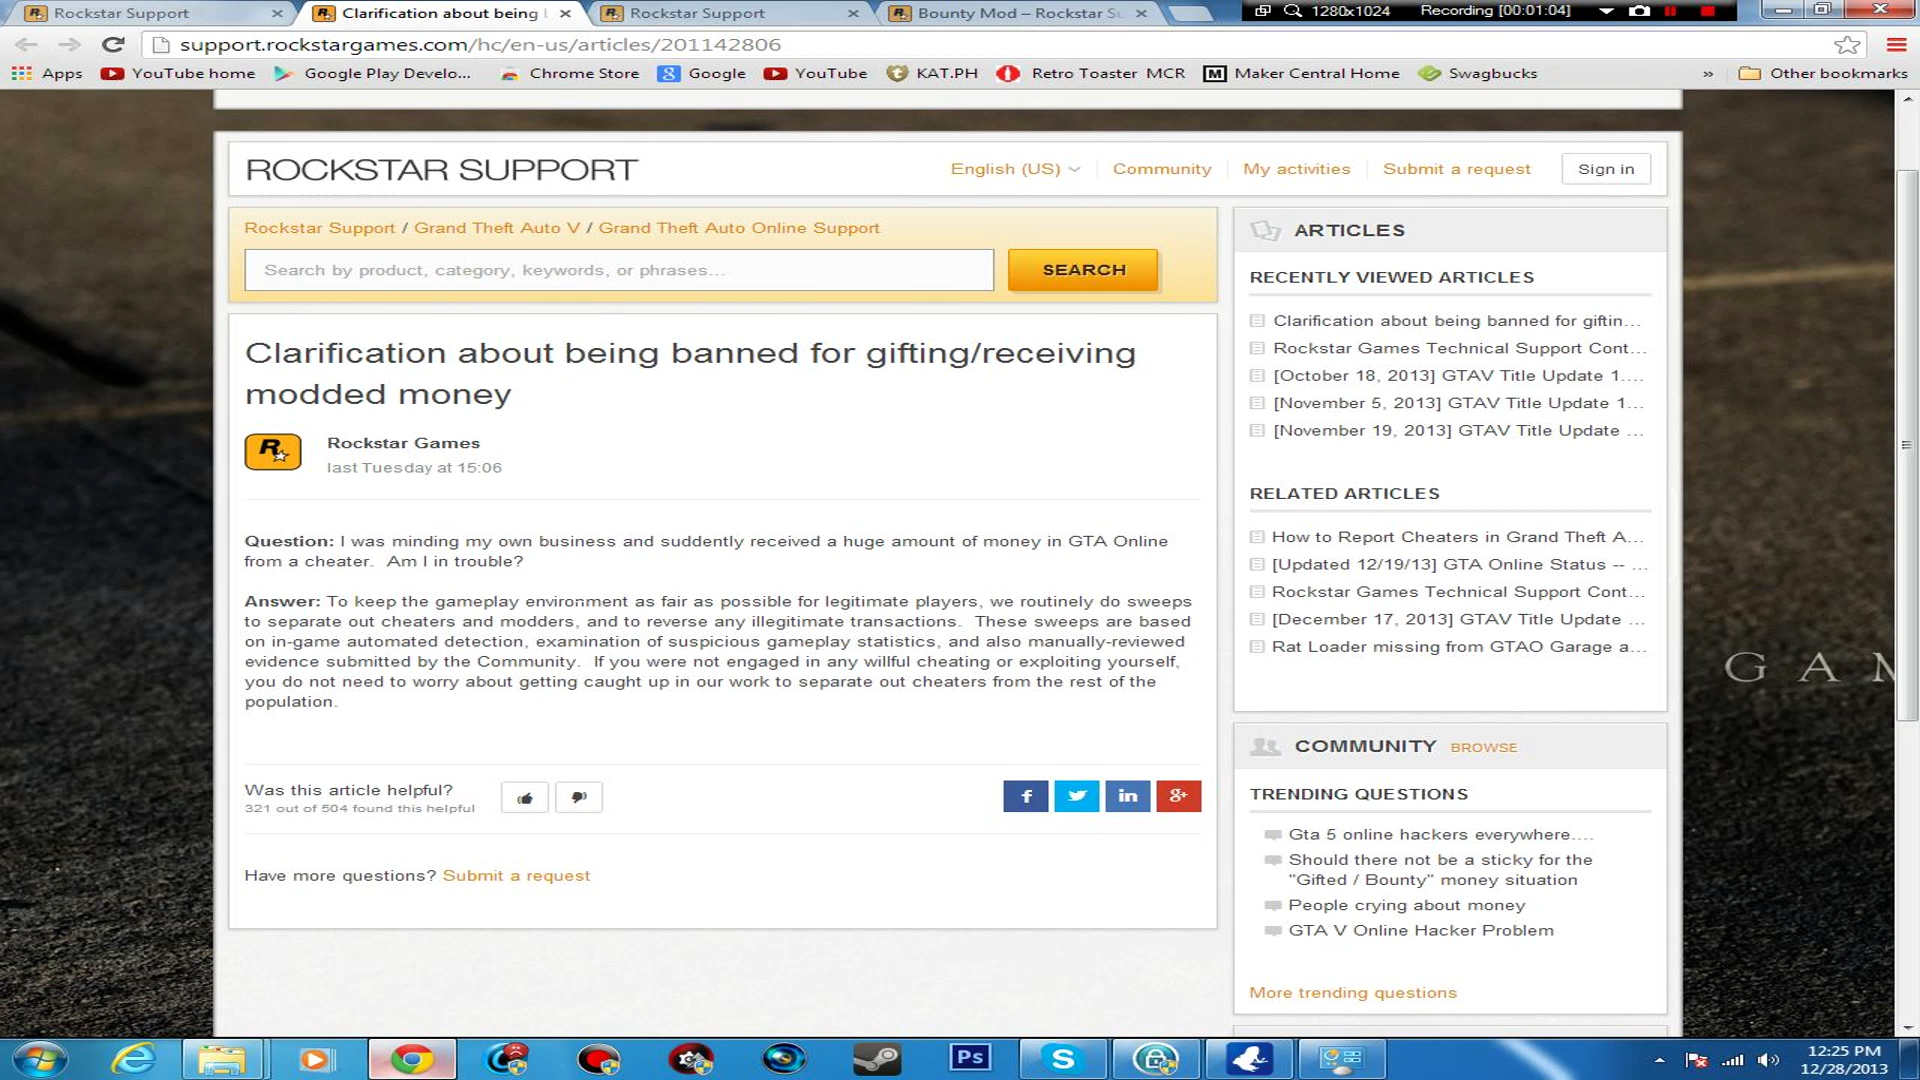 Rockstar Support
Clarification about being
Rockstar Support
Bounty Mod – Rockstar Su
1280x1024
Recording [00:01:04]
support.rockstargames.com/hc/en-us/articles/201142806
Apps
YouTube home
Google Play Develo...
Chrome Store
Google
YouTube
KAT.PH
Retro Toaster MCR
Maker Central Home
Swagbucks
»
Other bookmarks
ROCKSTAR SUPPORT
English (US)
Community
My activities
Submit a request
Sign in
Rockstar Support / Grand Theft Auto V / Grand Theft Auto Online Support
Search by product, category, keywords, or phrases...
SEARCH
Clarification about being banned for gifting/receiving
modded money
Rockstar Games
last Tuesday at 15:06
Question: I was minding my own business and suddently received a huge amount of money in GTA Online
from a cheater. Am I in trouble?
Answer: To keep the gameplay environment as fair as possible for legitimate players, we routinely do sweeps
to separate out cheaters and modders, and to reverse any illegitimate transactions. These sweeps are based
on in-game automated detection, examination of suspicious gameplay statistics, and also manually-reviewed
evidence submitted by the Community. If you were not engaged in any willful cheating or exploiting yourself,
you do not need to worry about getting caught up in our work to separate out cheaters from the rest of the
population.
Was this article helpful?
321 out of 504 found this helpful
Have more questions? Submit a request
ARTICLES
RECENTLY VIEWED ARTICLES
Clarification about being banned for giftin...
Rockstar Games Technical Support Cont...
[October 18, 2013] GTAV Title Update 1....
[November 5, 2013] GTAV Title Update 1...
[November 19, 2013] GTAV Title Update ...
RELATED ARTICLES
How to Report Cheaters in Grand Theft A...
[Updated 12/19/13] GTA Online Status -- ...
Rockstar Games Technical Support Cont...
[December 17, 2013] GTAV Title Update ...
Rat Loader missing from GTAO Garage a...
COMMUNITY BROWSE
TRENDING QUESTIONS
Gta 5 online hackers everywhere....
Should there not be a sticky for the
"Gifted / Bounty" money situation
People crying about money
GTA V Online Hacker Problem
More trending questions
GAM
Ps
12:25 PM
12/28/2013